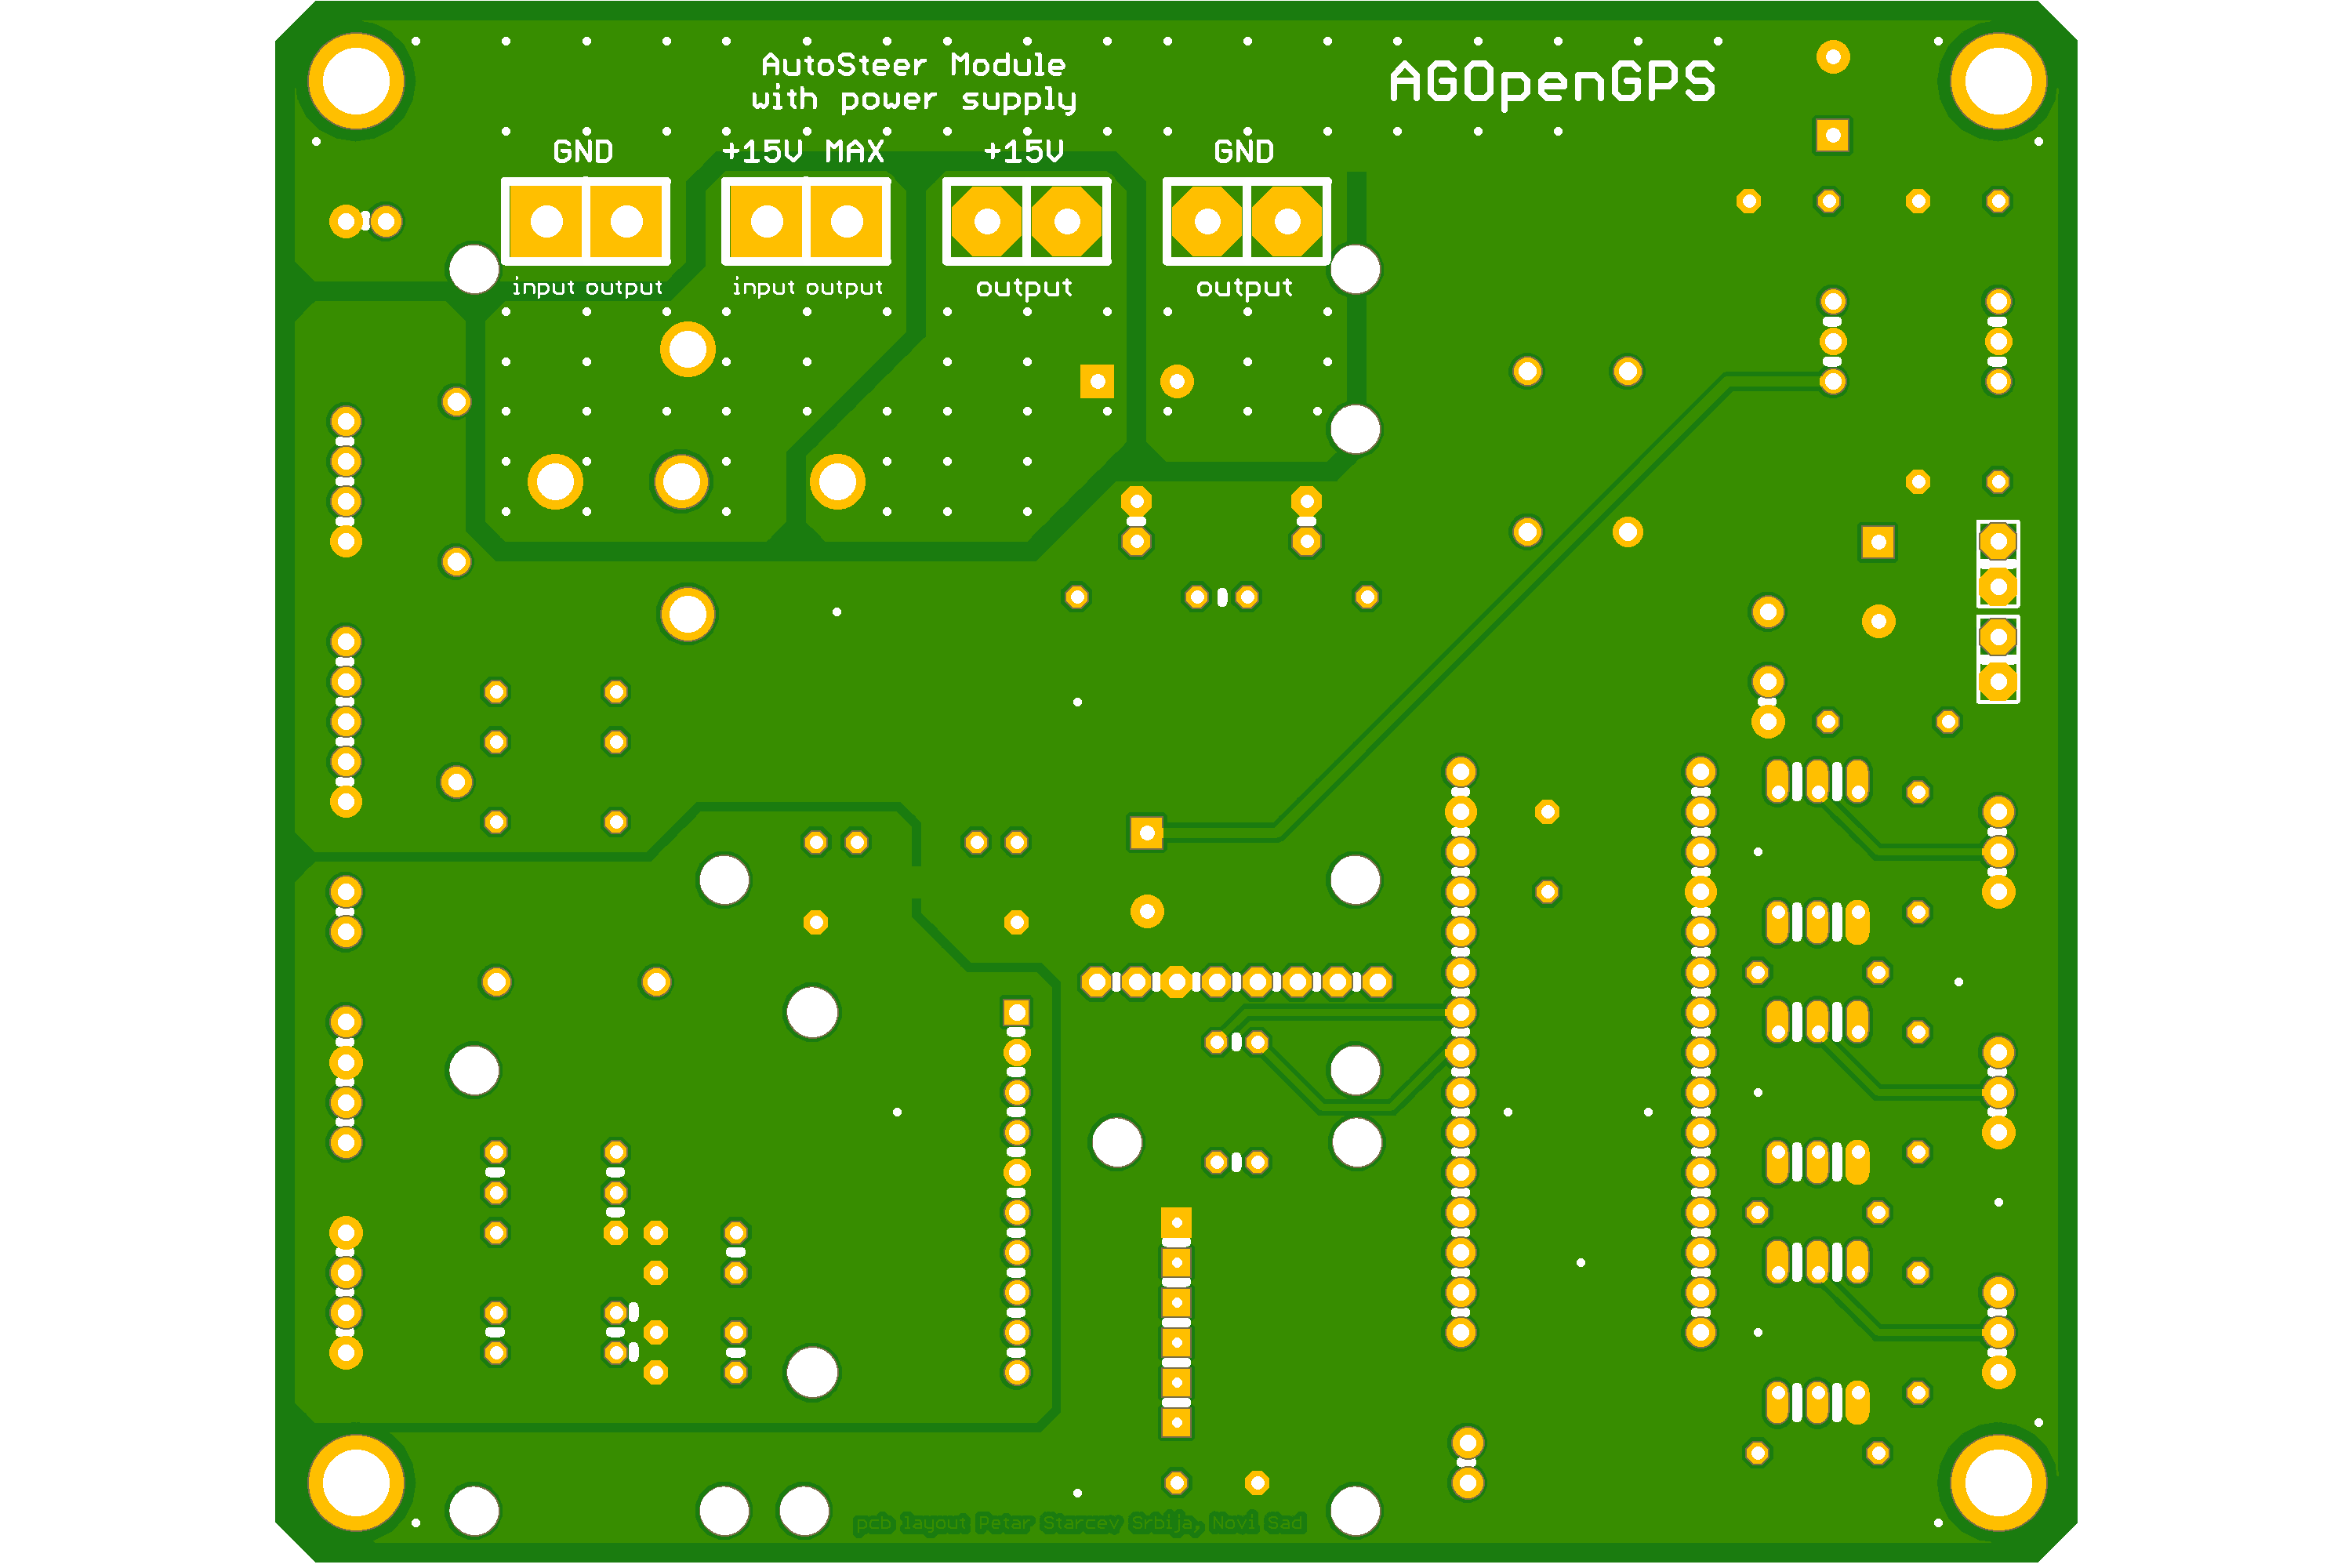 AutoSteer Module
with power supply
AGOpenGPS
GND
+15V MAX
+15V
GND
input output
input output
output
output
pcb layout Petar Starcev Srbija, Novi Sad